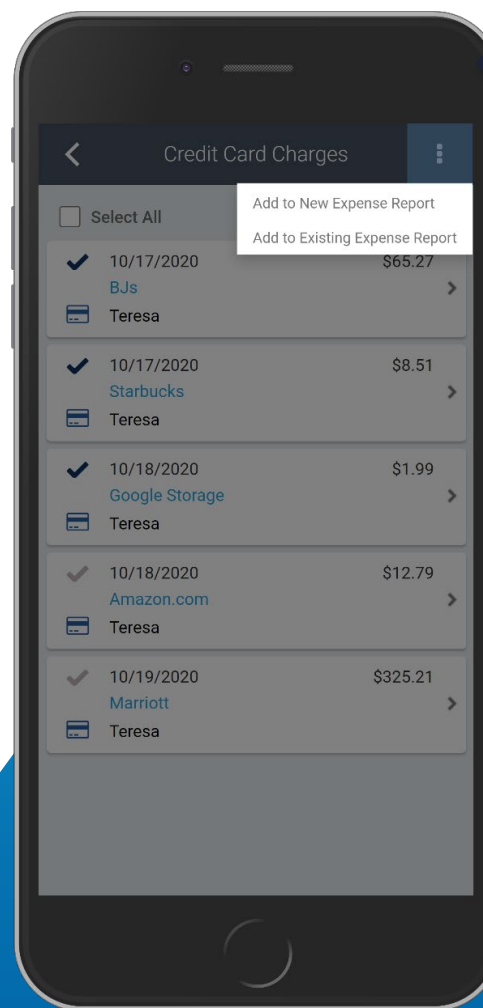 Credit Card Charges
Add to New Expense Report
Add to Existing Expense Report
Select All
10/17/2020 $65.27
BJs
Teresa
10/17/2020 $8.51
Starbucks
Teresa
10/18/2020 $1.99
Google Storage
Teresa
10/18/2020 $12.79
Amazon.com
Teresa
10/19/2020 $325.21
Marriott
Teresa